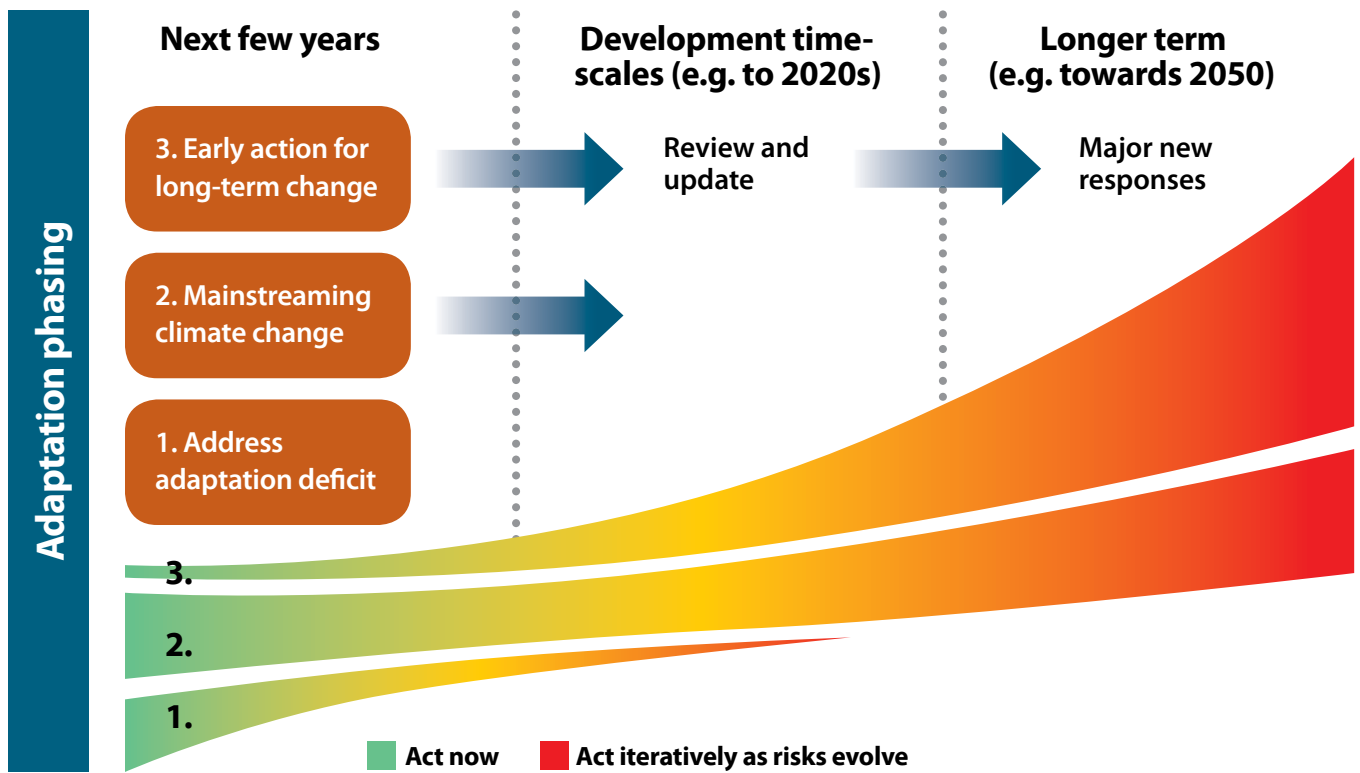 Adaptation phasing
Next few years
Development time-
scales (e.g. to 2020s)
Longer term
(e.g. towards 2050)
3. Early action for
long-term change
Review and
update
Major new
responses
2. Mainstreaming
climate change
1. Address
adaptation deficit
3.
2.
1.
Act now
Act iteratively as risks evolve